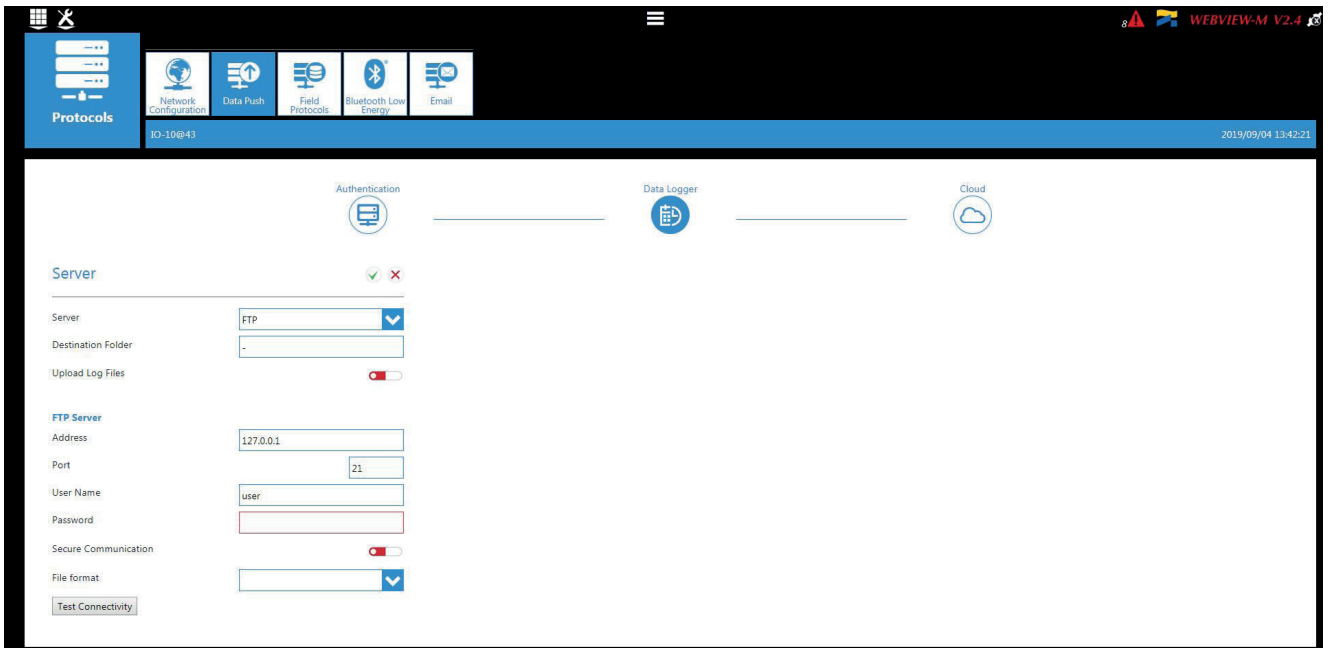 8
WEBVIEW-M V2.4
Protocols
Network
Configuration
Data Push
Field
Protocols
Bluetooth Low
Energy
Email
IO-10@43
2019/09/04 13:42:21
Authentication
Data Logger
Cloud
Server
Server
FTP
Destination Folder
-
Upload Log Files
FTP Server
Address
127.0.0.1
Port
21
User Name
user
Password
Secure Communication
File format
Test Connectivity